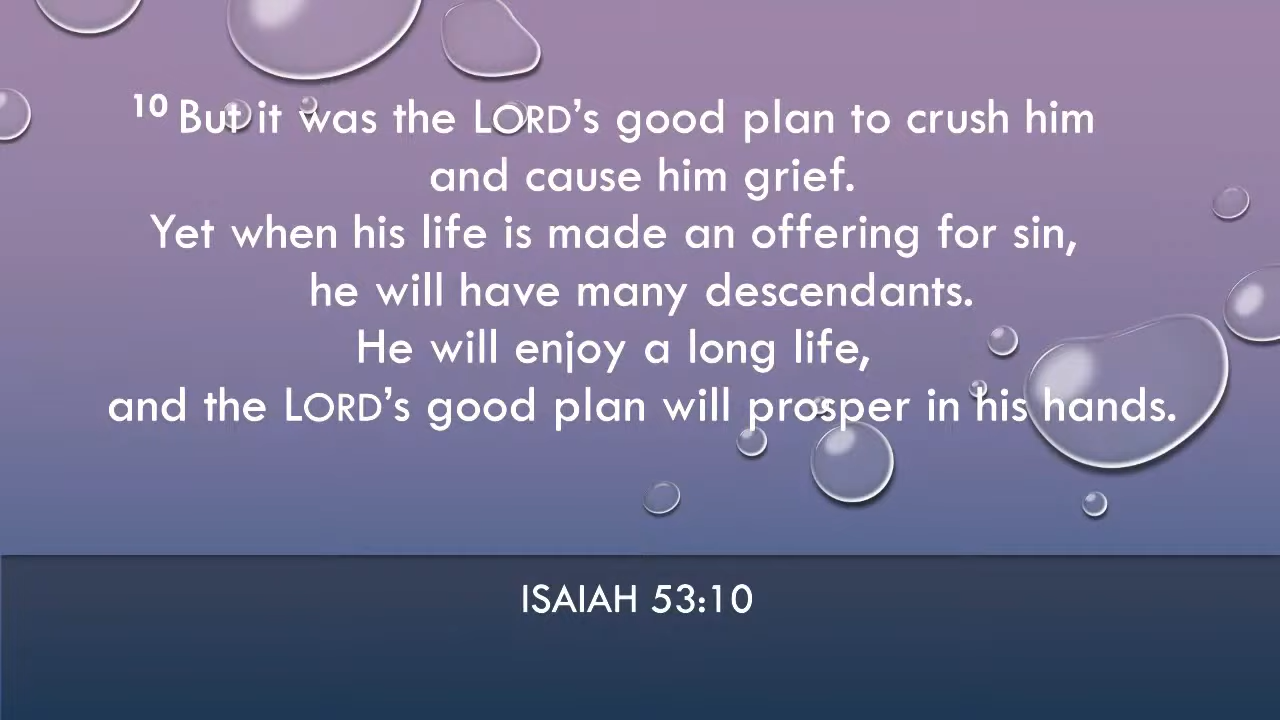 10 But it was the LORD’s good plan to crush him
and cause him grief.
Yet when his life is made an offering for sin,
he will have many descendants.
He will enjoy a long life,
and the LORD’s good plan will prosper in his hands.
ISAIAH 53:10